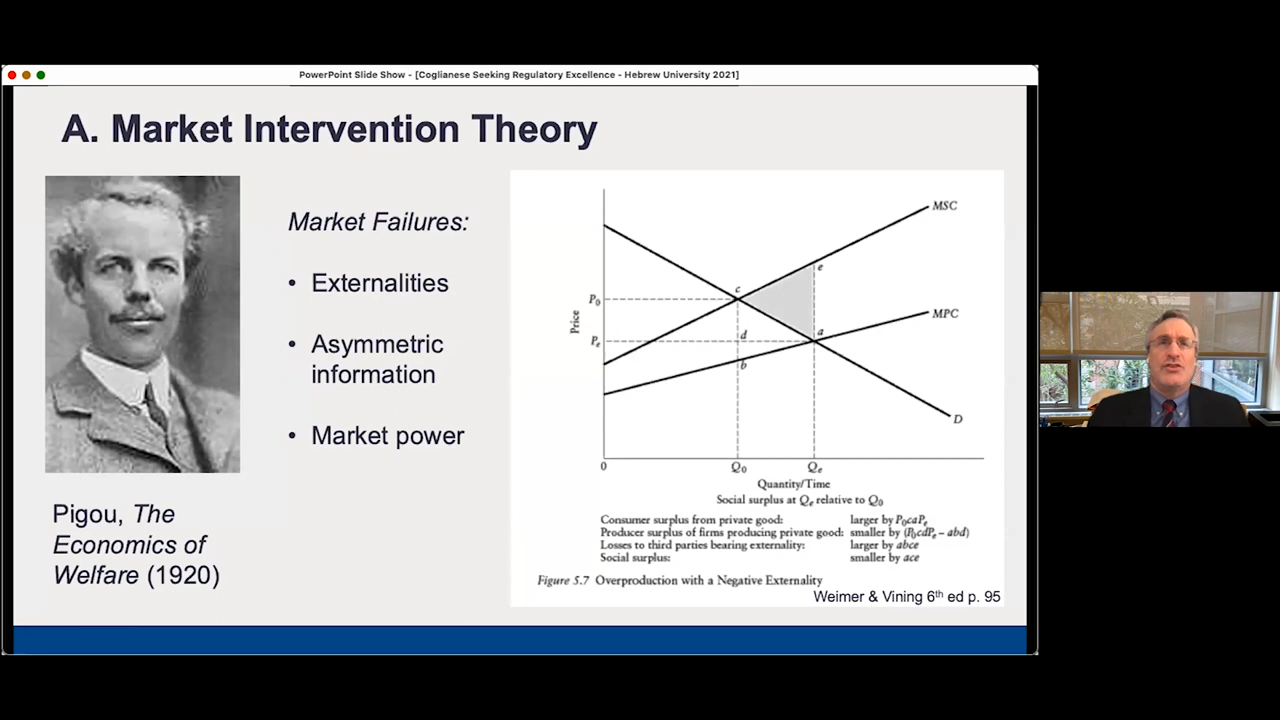 PowerPoint Slide Show - [Coglianese Seeking Regulatory Excellence - Hebrew University 2021]
A. Market Intervention Theory
Market Failures:
• Externalities
• Asymmetric
information
• Market power
Pigou, The
Economics of
Welfare (1920)
MSC
e
c
P₀
Price
MPC
a
d
Pₑ
b
D
0
Q₀
Qₑ
Quantity/Time
Social surplus at Qₑ relative to Q₀
Consumer surplus from private good: larger by P₀caPₑ
Producer surplus of firms producing private good: smaller by (P₀cdPₑ – abd)
Losses to third parties bearing externality: larger by abce
Social surplus: smaller by ace
Figure 5.7 Overproduction with a Negative Externality
Weimer & Vining 6th ed p. 95